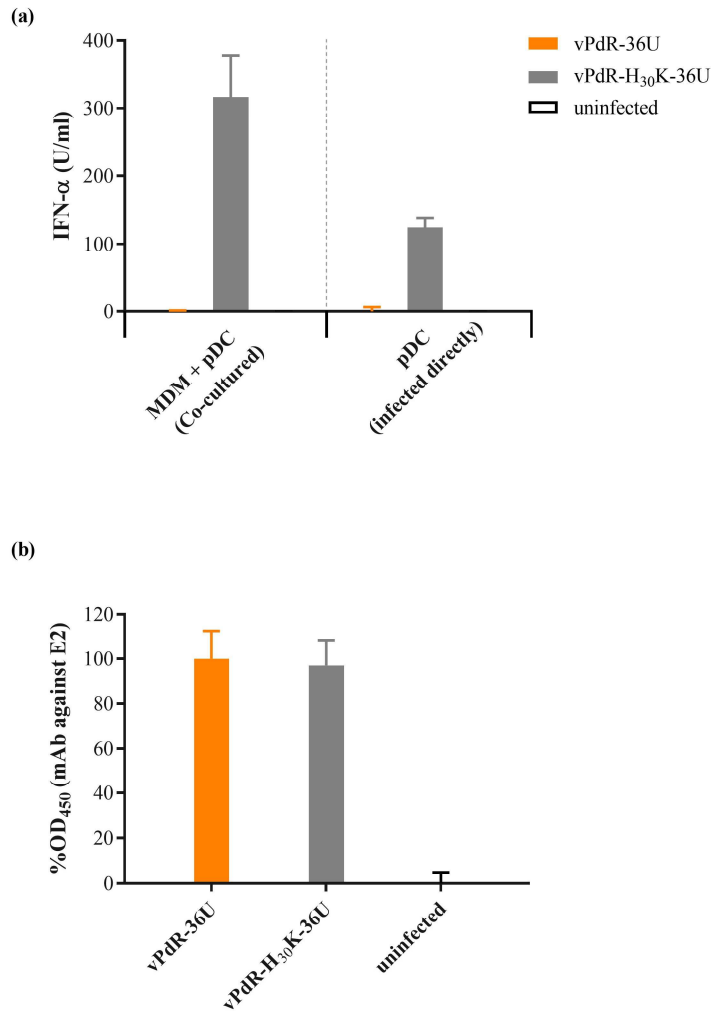 (a)
IFN-α (U/ml)
400
300
200
100
0
MDM + pDC
(Co-cultured)
pDC
(infected directly)
vPdR-36U
vPdR-H₃₀K-36U
uninfected
(b)
%OD₄₅₀ (mAb against E2)
120
100
80
60
40
20
0
vPdR-36U
vPdR-H₃₀K-36U
uninfected